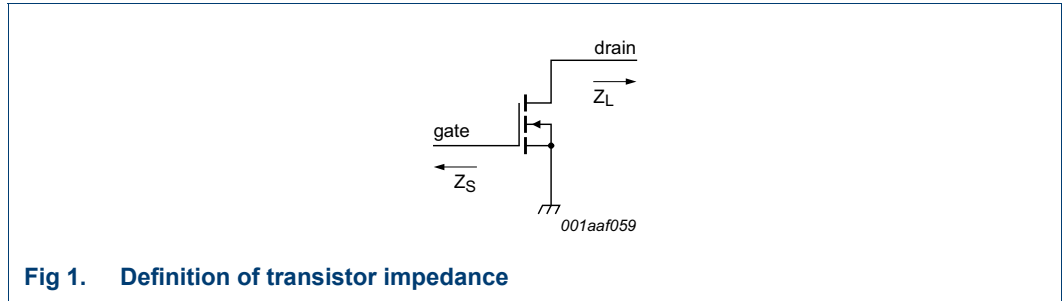 drain
Z_L
gate
Z_S
001aaf059
Fig 1. Definition of transistor impedance